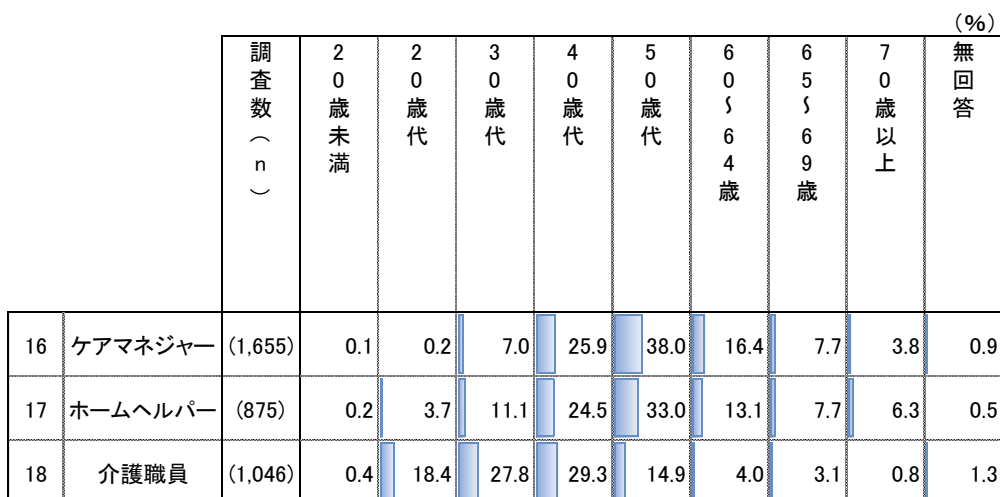 (%)
調査数(n) 20歳未満 20歳代 30歳代 40歳代 50歳代 60~64歳 65~69歳 70歳以上 無回答
16 ケアマネジャー (1,655) 0.1 0.2 7.0 25.9 38.0 16.4 7.7 3.8 0.9
17 ホームヘルパー (875) 0.2 3.7 11.1 24.5 33.0 13.1 7.7 6.3 0.5
18 介護職員 (1,046) 0.4 18.4 27.8 29.3 14.9 4.0 3.1 0.8 1.3